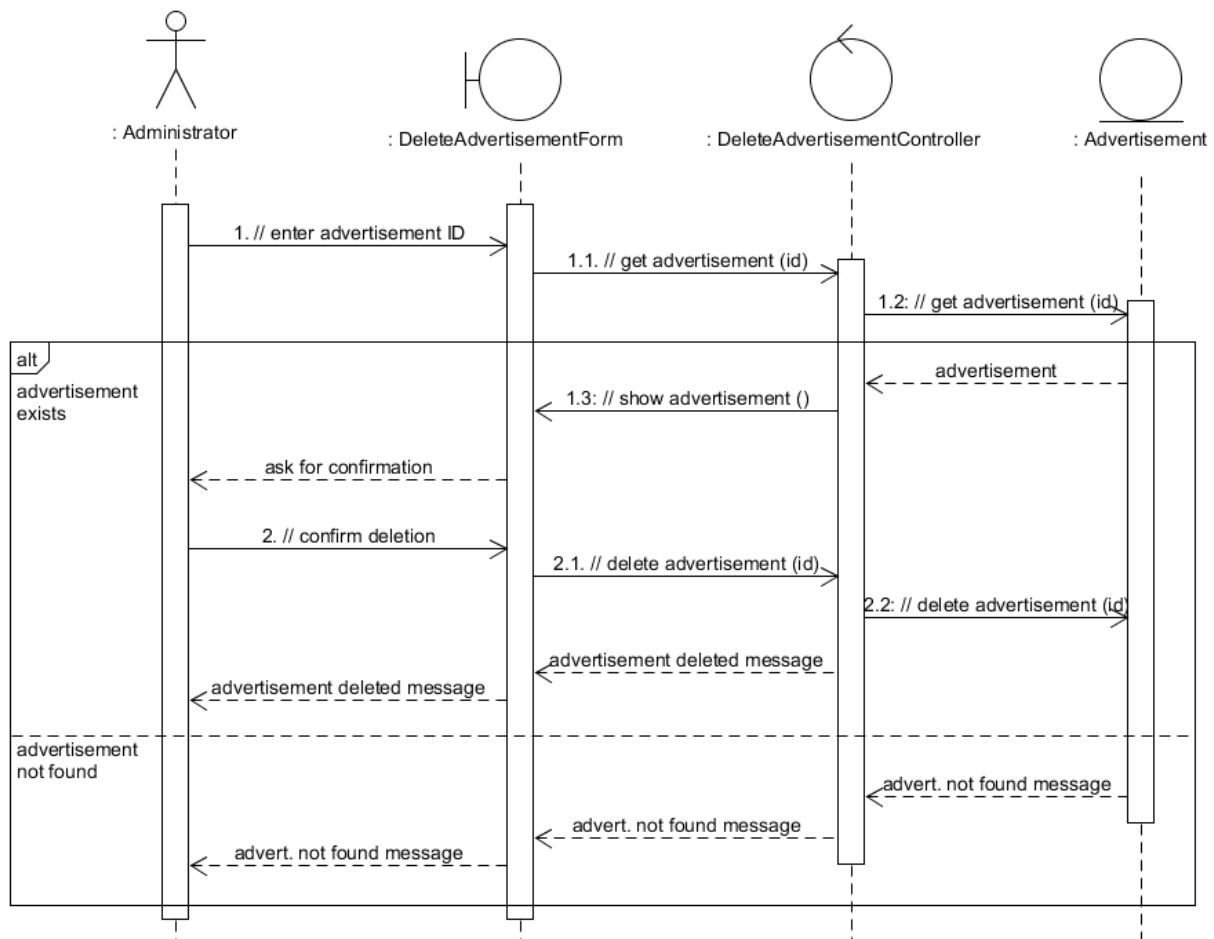 : Administrator
: DeleteAdvertisementForm
: DeleteAdvertisementController
: Advertisement
1. // enter advertisement ID
1.1. // get advertisement (id)
1.2: // get advertisement (id)
alt
advertisement
exists
advertisement
1.3: // show advertisement ()
ask for confirmation
2. // confirm deletion
2.1. // delete advertisement (id)
2.2: // delete advertisement (id)
advertisement deleted message
advertisement deleted message
advertisement
not found
advert. not found message
advert. not found message
advert. not found message